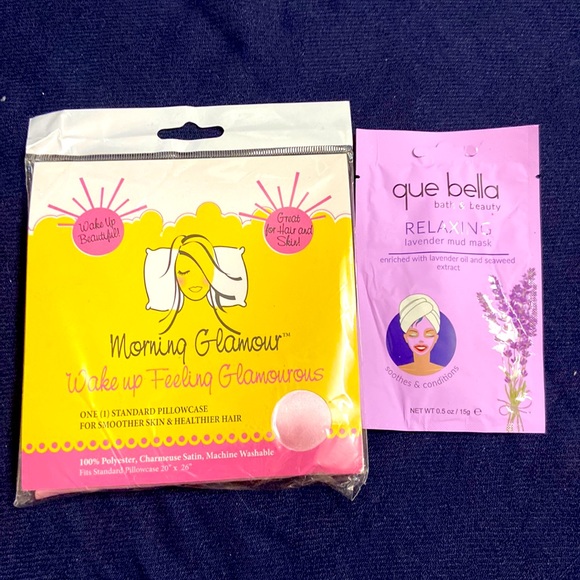 Wake Up
Beautiful!
Great
for Hair and
Skin!
Morning Glamour™
Wake up Feeling Glamourous
ONE (1) STANDARD PILLOWCASE
FOR SMOOTHER SKIN & HEALTHIER HAIR
100% Polyester, Charmeuse Satin, Machine Washable
Fits Standard Pillowcase 20" x 26"
que bella
bath & beauty
RELAXING
lavender mud mask
enriched with lavender oil and seaweed
extract
soothes & conditions
NET WT 0.5 oz / 15g ℮